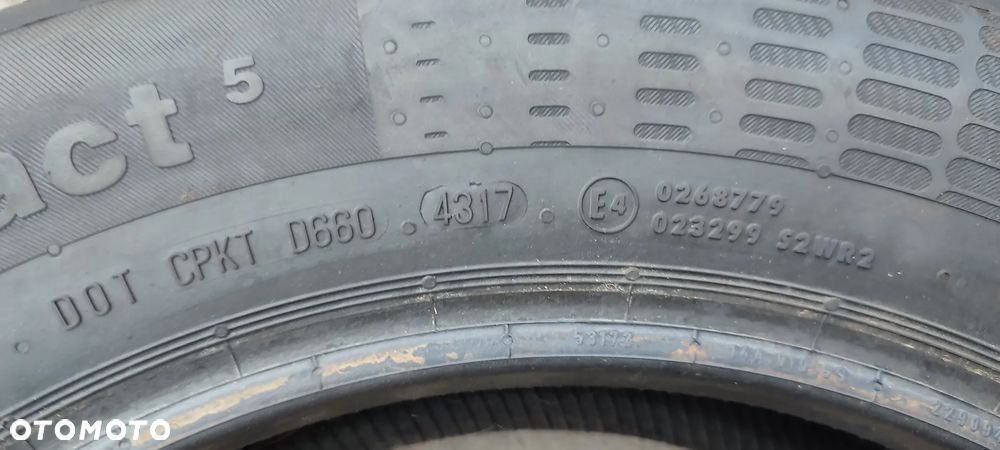 act 5
DOT CPKT D660 4317 E4 0268779
023299 S2WR2
OTOMOTO